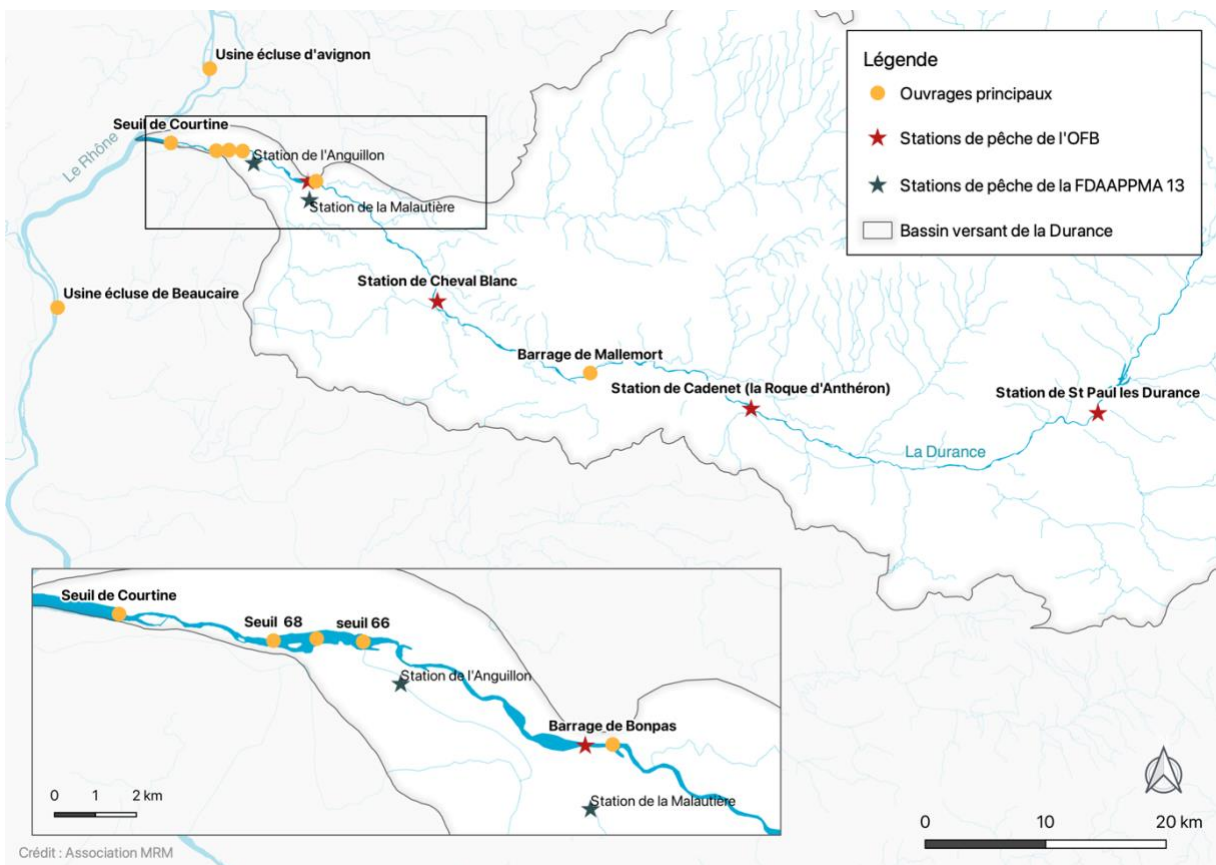 Usine écluse d'avignon
Seuil de Courtine
Le Rhône
Station de l'Anguillon
Station de la Malautière
Station de Cheval Blanc
Usine écluse de Beaucaire
Barrage de Mallemort
Station de Cadenet (la Roque d'Anthéron)
Station de St Paul les Durance
La Durance
Légende
Ouvrages principaux
Stations de pêche de l'OFB
Stations de pêche de la FDAAPPMA 13
Bassin versant de la Durance
Seuil de Courtine
Seuil 68
seuil 66
Station de l'Anguillon
Barrage de Bonpas
Station de la Malautière
0 1 2 km
0 10 20 km
Crédit : Association MRM